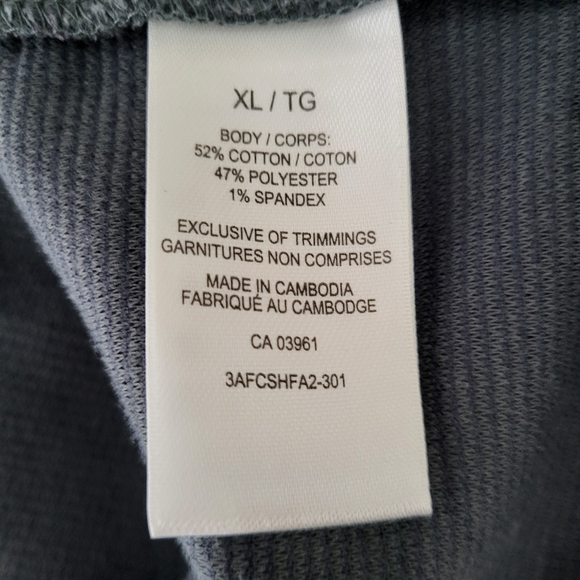 XL / TG
BODY / CORPS:
52% COTTON / COTON
47% POLYESTER
1% SPANDEX
EXCLUSIVE OF TRIMMINGS
GARNITURES NON COMPRISES
MADE IN CAMBODIA
FABRIQUÉ AU CAMBODGE
CA 03961
3AFCSHFA2-301